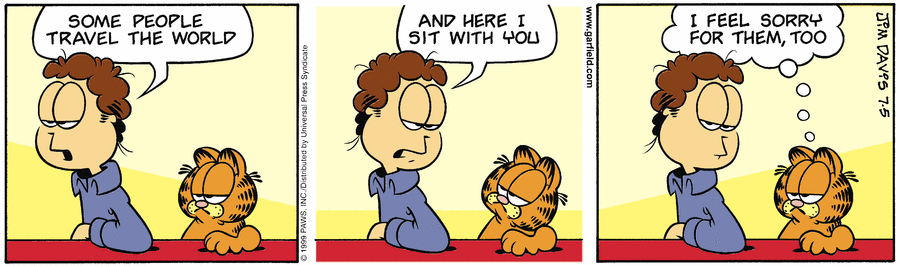 SOME PEOPLE
TRAVEL THE WORLD
© 1999 PAWS, INC./Distributed by Universal Press Syndicate
AND HERE I
SIT WITH YOU
www.garfield.com
I FEEL SORRY
FOR THEM, TOO
JIM DAVIS 7-5